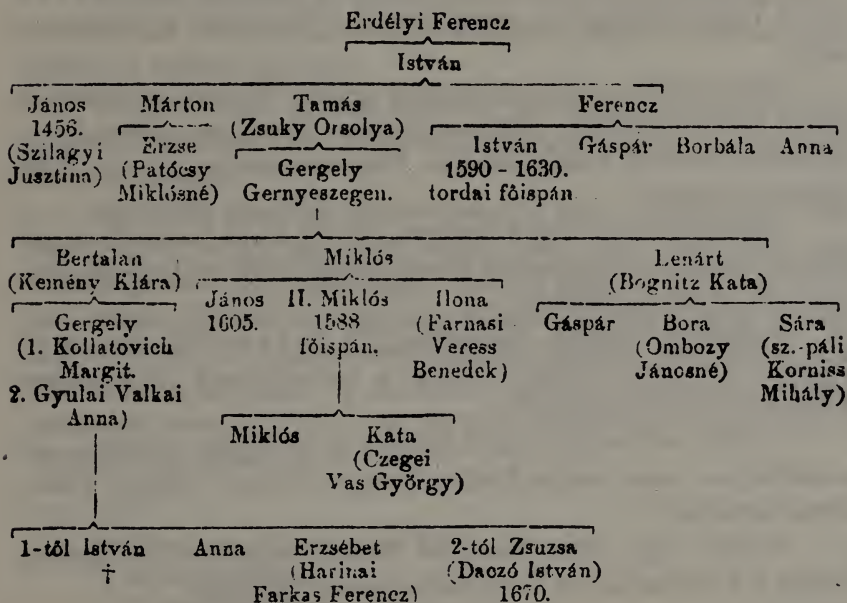 Erdélyi Ferencz
István
János Márton Tamás Ferencz
1456. Erzse (Zsuky Orsolya) István Gáspár Borbála Anna
(Szilagyi (Patócsy Gergely 1590 - 1630.
Jusztina) Miklósné) Gernyeszegen. tordai főispán
Bertalan Miklós Lenárt
(Kemény Klára) (Bognitz Kata)
János II. Miklós Ilona
Gergely 1605. 1588 (Farnasi Gáspár Bora Sára
(1. Kollatovich főispán. Veress (Ombozy (sz.-páli
Margit. Benedek) Jánosné) Korniss
2. Gyulai Valkai Mihály)
Anna)
Miklós Kata
(Czegei
Vas György)
1-től István Anna Erzsébet 2-tól Zsuzsa
† (Harinai (Daczó István)
Farkas Ferencz) 1670.